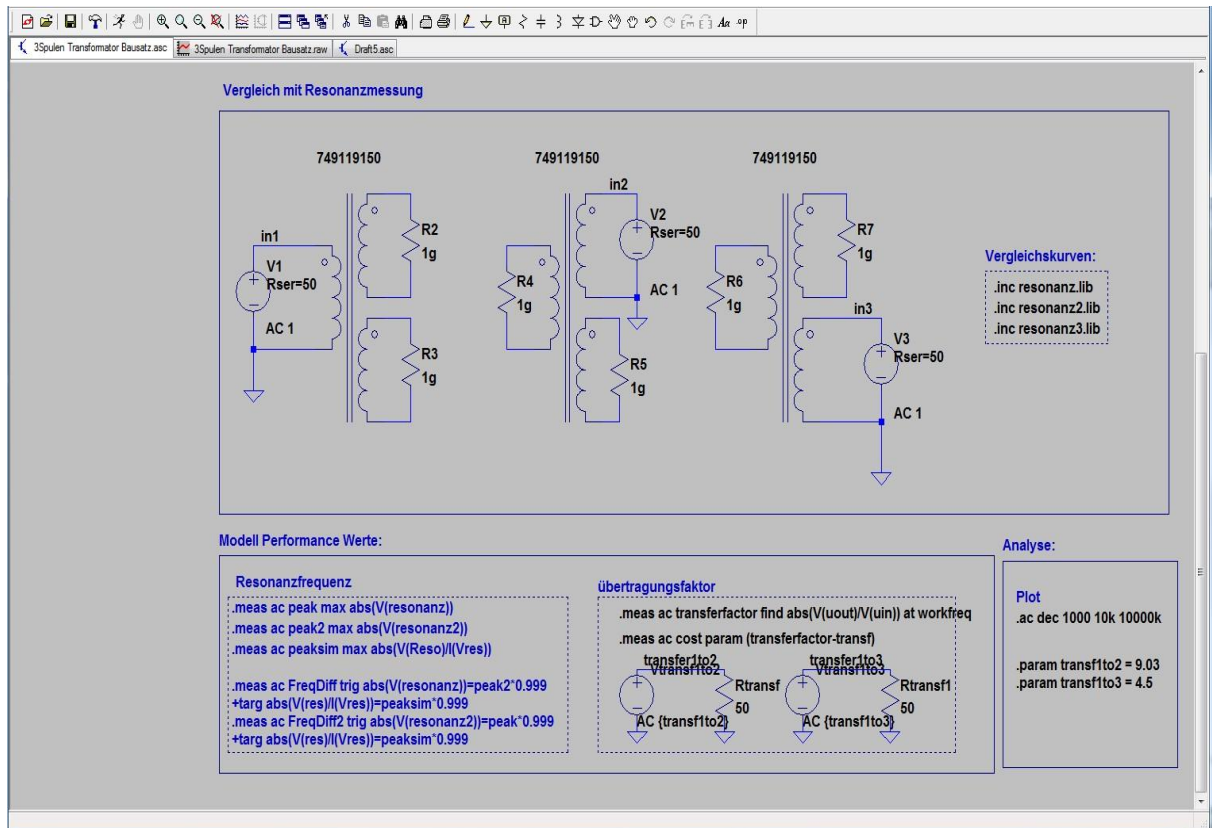 3Spulen Transformator Bausatz.asc
3Spulen Transformator Bausatz.raw
Draft5.asc
Vergleich mit Resonanzmessung
749119150
749119150
749119150
in1
V1
Rser=50
AC 1
R2
1g
R3
1g
in2
V2
Rser=50
AC 1
R4
1g
R5
1g
R6
1g
R7
1g
in3
V3
Rser=50
AC 1
Vergleichskurven:
.inc resonanz.lib
.inc resonanz2.lib
.inc resonanz3.lib
Modell Performance Werte:
Resonanzfrequenz
.meas ac peak max abs(V(resonanz))
.meas ac peak2 max abs(V(resonanz2))
.meas ac peaksim max abs(V(Reso)/I(Vres))
.meas ac FreqDiff trig abs(V(resonanz))=peak2*0.999
+targ abs(V(res)/I(Vres))=peaksim*0.999
.meas ac FreqDiff2 trig abs(V(resonanz2))=peak*0.999
+targ abs(V(res)/I(Vres))=peaksim*0.999
übertragungsfaktor
.meas ac transferfactor find abs(V(uout)/V(uin)) at workfreq
.meas ac cost param (transferfactor-transf)
transfer1to2
Vtransf1to2
Rtransf
50
AC {transf1to2}
transfer1to3
Vtransf1to3
Rtransf1
50
AC {transf1to3}
Analyse:
Plot
.ac dec 1000 10k 10000k
.param transf1to2 = 9.03
.param transf1to3 = 4.5